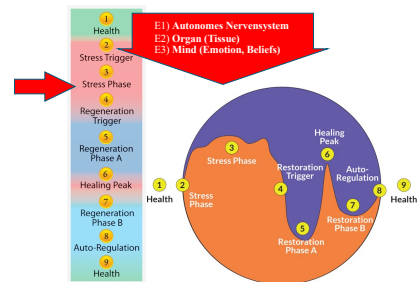 1
Health
2
Stress Trigger
3
Stress Phase
4
Regeneration
Trigger
5
Regeneration
Phase A
6
Healing Peak
7
Regeneration
Phase B
8
Auto-Regulation
9
Health
E1) Autonomes Nervensystem
E2) Organ (Tissue)
E3) Mind (Emotion, Beliefs)
1
Health
2
Stress
Phase
3
Stress Phase
Restoration
Trigger
4
5
Restoration
Phase A
Healing
Peak
6
Auto-
Regulation
7
Restoration
Phase B
8
9
Health